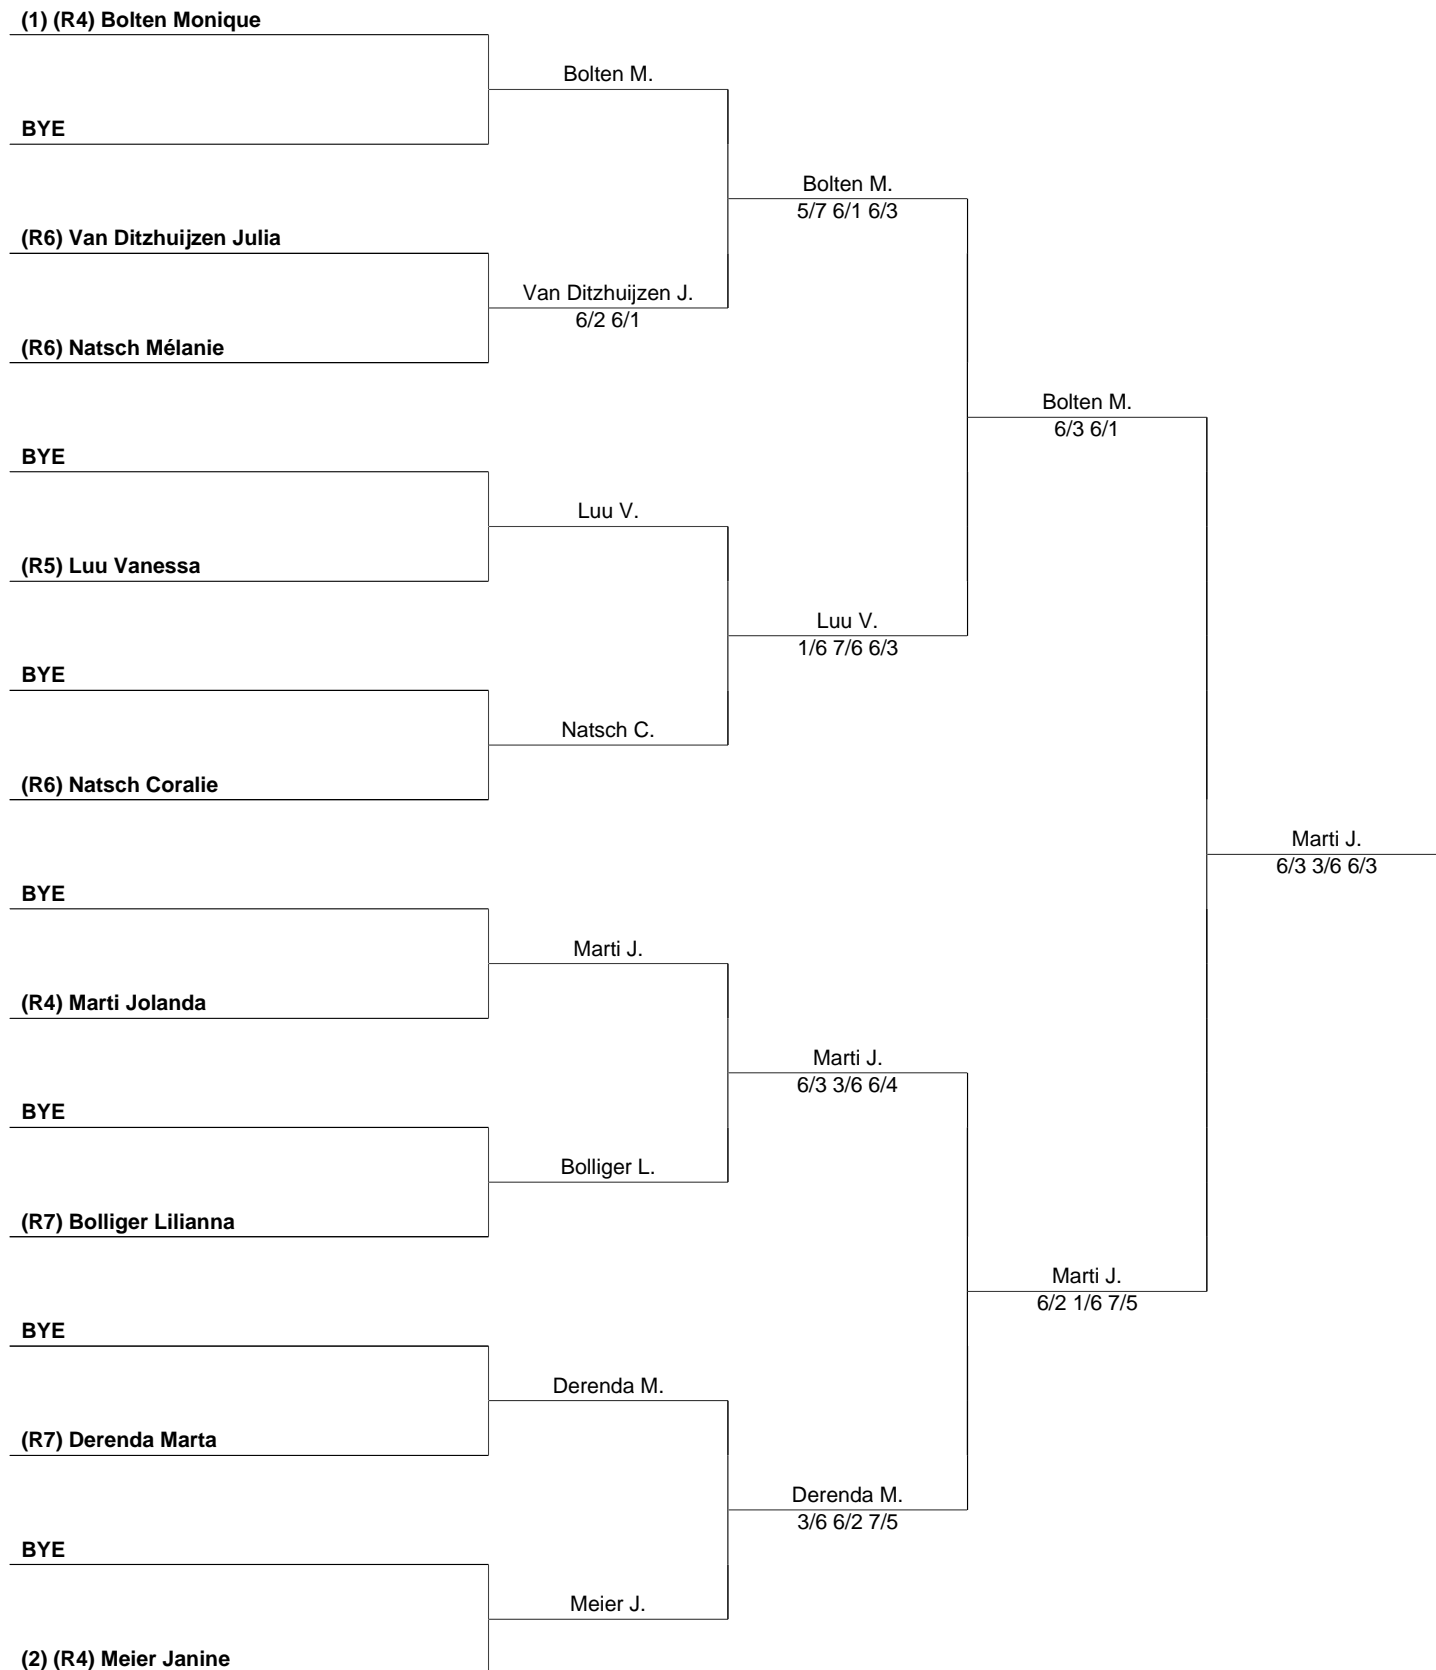 (1) (R4) Bolten Monique
Bolten M.
BYE
Bolten M.
5/7 6/1 6/3
(R6) Van Ditzhuijzen Julia
Van Ditzhuijzen J.
6/2 6/1
(R6) Natsch Mélanie
Bolten M.
6/3 6/1
BYE
Luu V.
(R5) Luu Vanessa
Luu V.
1/6 7/6 6/3
BYE
Natsch C.
(R6) Natsch Coralie
Marti J.
6/3 3/6 6/3
BYE
Marti J.
(R4) Marti Jolanda
Marti J.
6/3 3/6 6/4
BYE
Bolliger L.
(R7) Bolliger Lilianna
Marti J.
6/2 1/6 7/5
BYE
Derenda M.
(R7) Derenda Marta
Derenda M.
3/6 6/2 7/5
BYE
Meier J.
(2) (R4) Meier Janine